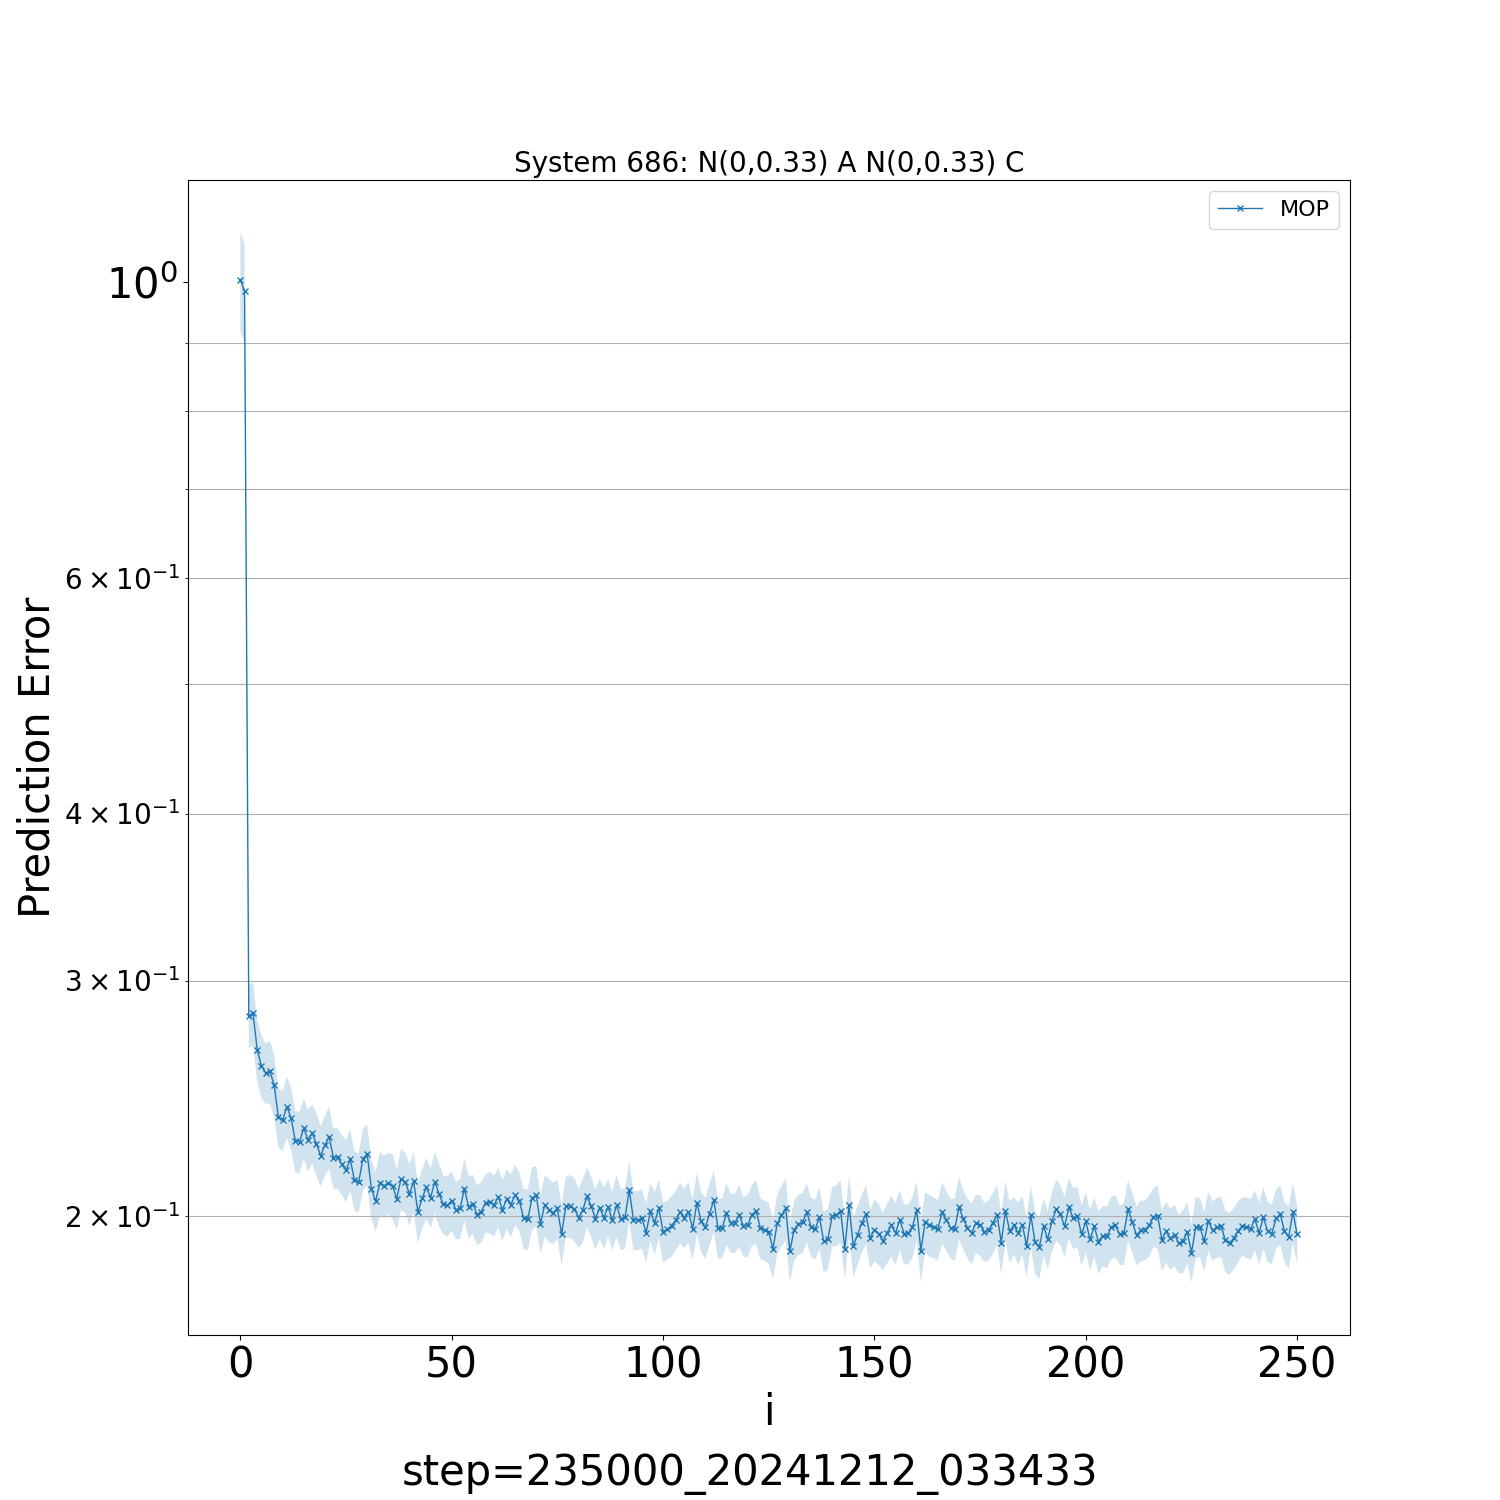 System 686: N(0,0.33) A N(0,0.33) C
MOP
10⁰
6 × 10⁻¹
4 × 10⁻¹
3 × 10⁻¹
2 × 10⁻¹
Prediction Error
0 50 100 150 200 250
i
step=235000_20241212_033433